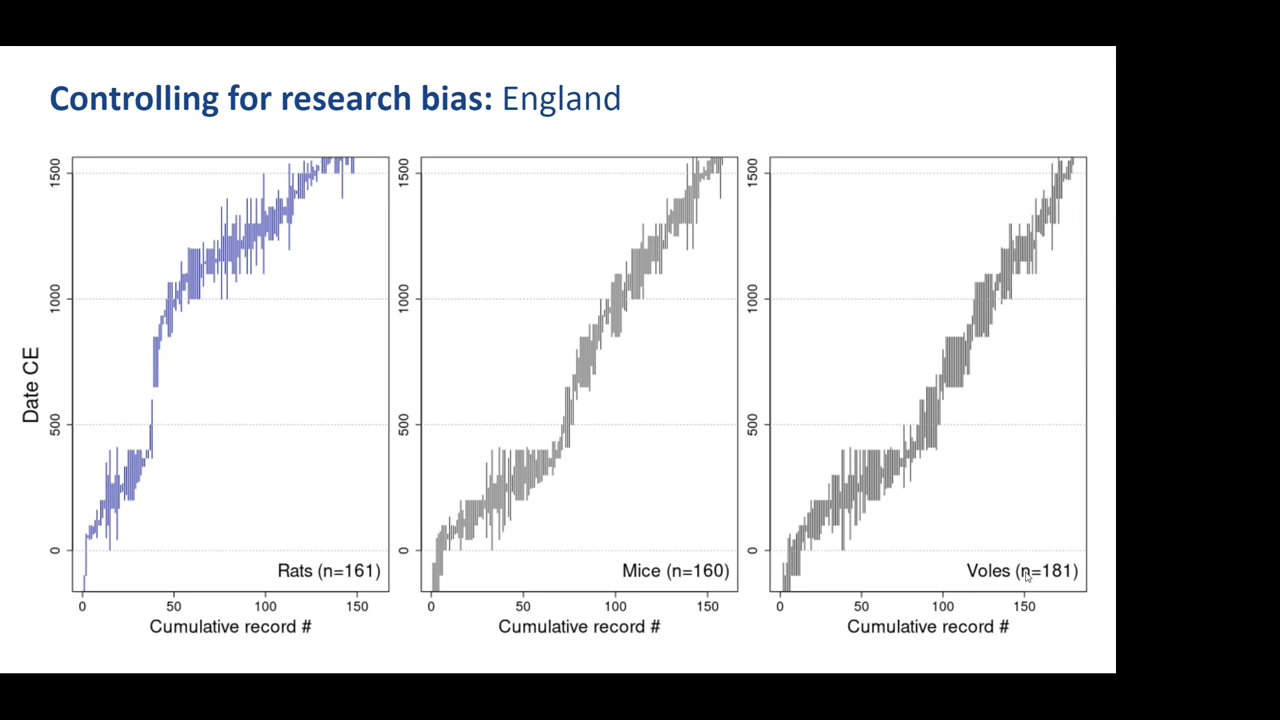 Controlling for research bias: England
Date CE
1500
1000
500
0
Rats (n=161)
0 50 100 150
Cumulative record #
1500
1000
500
0
Mice (n=160)
0 50 100 150
Cumulative record #
1500
1000
500
0
Voles (n=181)
0 50 100 150
Cumulative record #